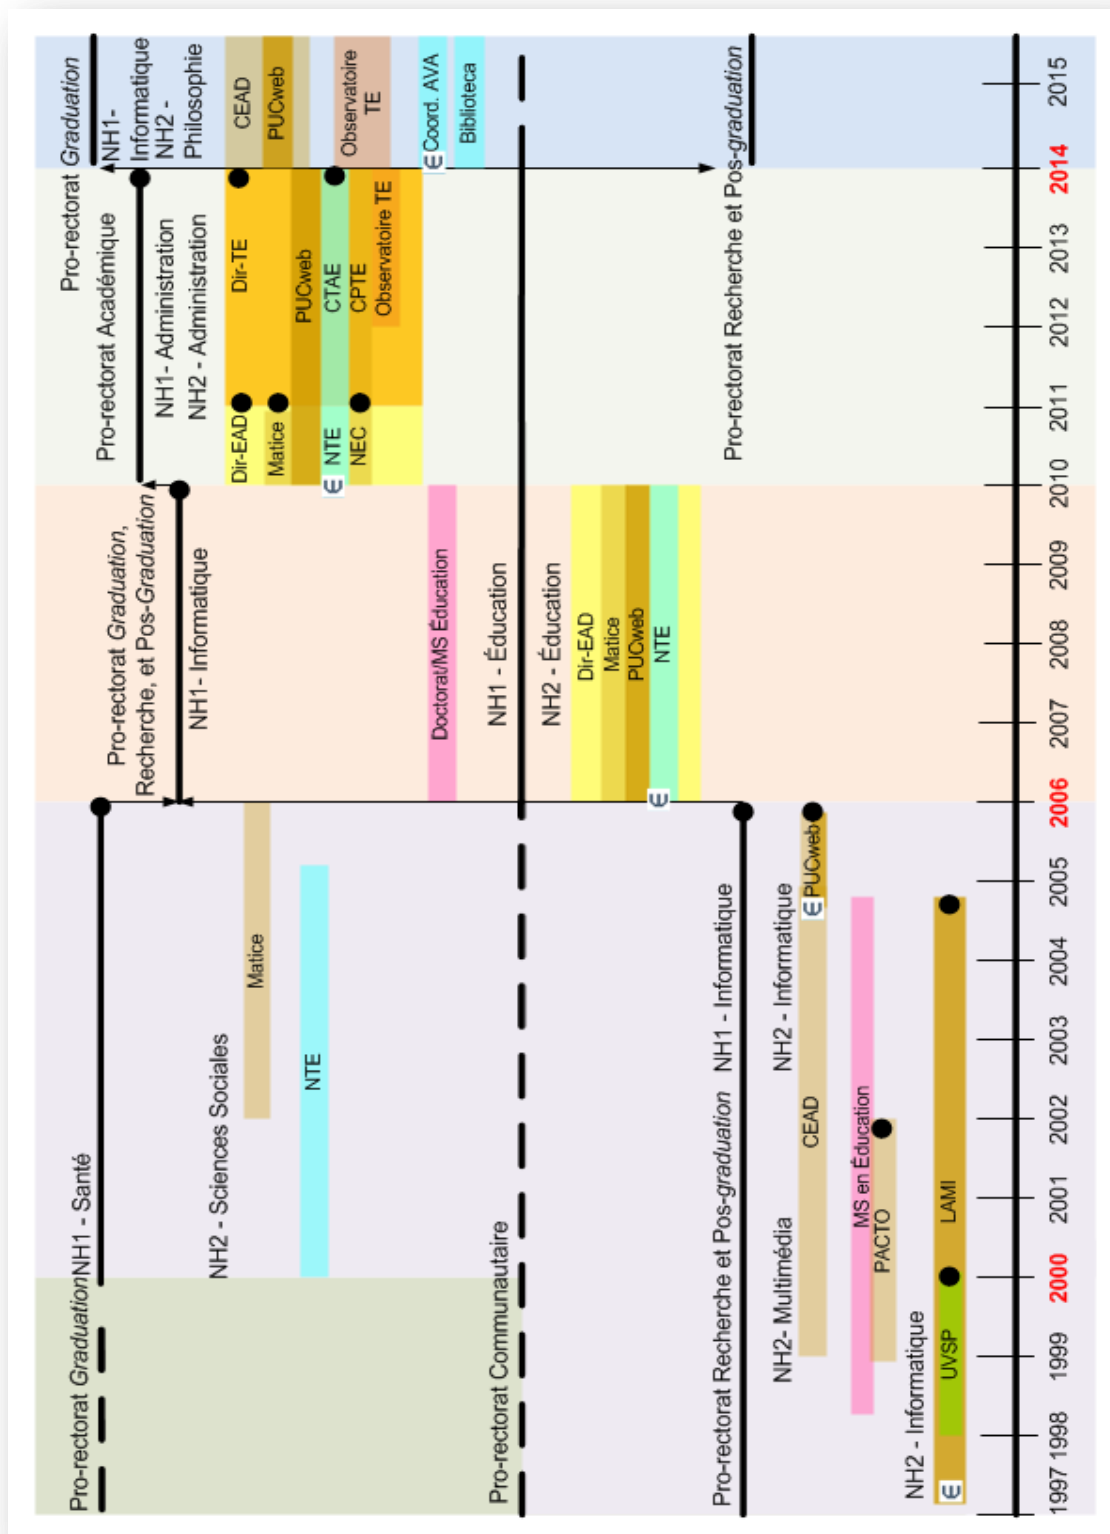 Pro-rectorat Graduation
NH1 - Santé
Pro-rectorat Graduation,
Recherche, et Pos-Graduation
NH1- Informatique
Pro-rectorat Académique
NH1- Administration
NH2 - Administration
Pro-rectorat Graduation
NH1-
Informatique
NH2 -
Philosophie
NH2 - Sciences Sociales
Matice
NTE
Dir-EAD
Matice
NTE
NEC
Dir-TE
PUCweb
CTAE
CPTE
Observatoire TE
CEAD
PUCweb
Observatoire
TE
Coord. AVA
Biblioteca
∈
∈
Doctorat/MS Éducation
Pro-rectorat Communautaire
NH1 - Éducation
NH2 - Éducation
Dir-EAD
Matice
PUCweb
NTE
∈
Pro-rectorat Recherche et Pos-graduation
NH1 - Informatique
Pro-rectorat Recherche et Pos-graduation
NH2- Multimédia
NH2 - Informatique
CEAD
∈
PUCweb
MS en Éducation
PACTO
NH2 - Informatique
∈
UVSP
LAMI
1997 1998 1999 2000 2001 2002 2003 2004 2005 2006 2007 2008 2009 2010 2011 2012 2013 2014 2015